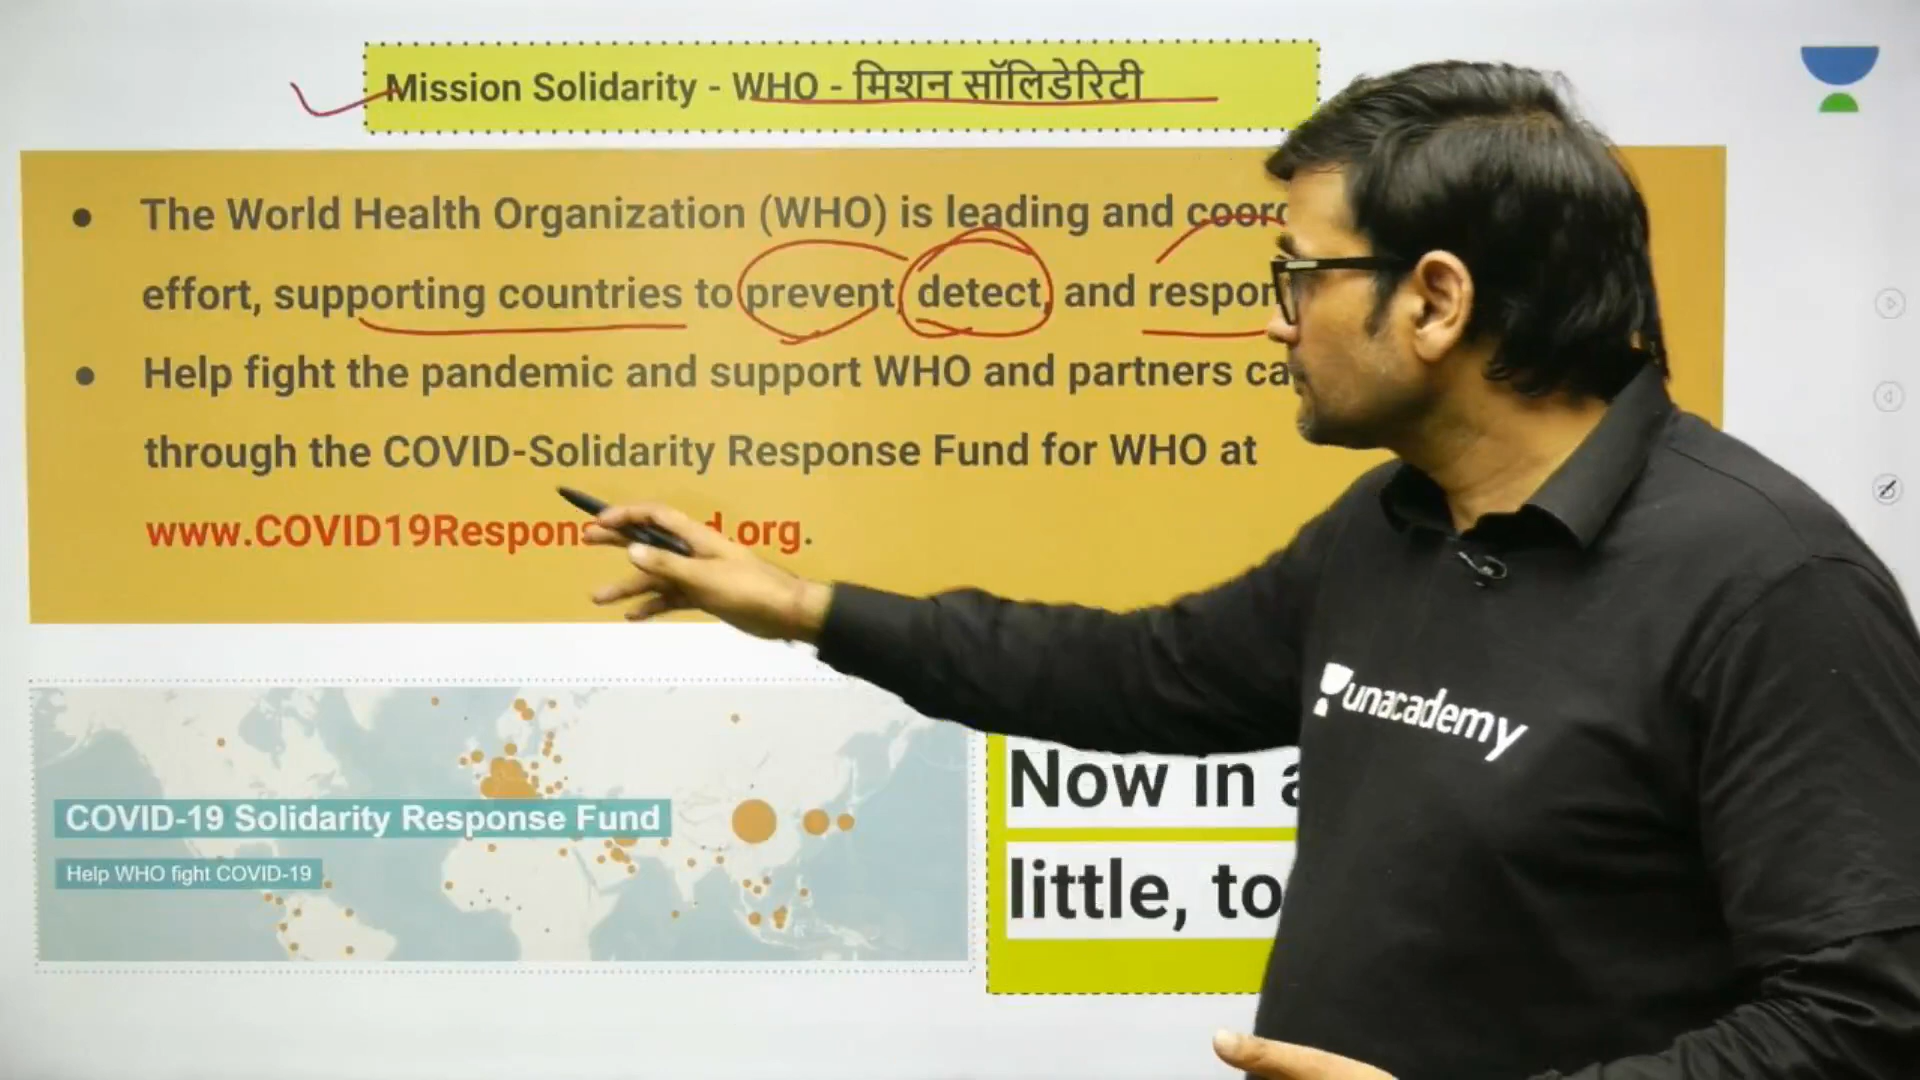 Mission Solidarity - WHO - मिशन सॉलिडेरिटी
The World Health Organization (WHO) is leading and
effort, supporting countries to prevent, detect, and
Help fight the pandemic and support WHO and partners
through the COVID-Solidarity Response Fund for WHO at
.org.
COVID-19 Solidarity Response Fund
Help WHO fight COVID-19
Now in
little, to
unacademy